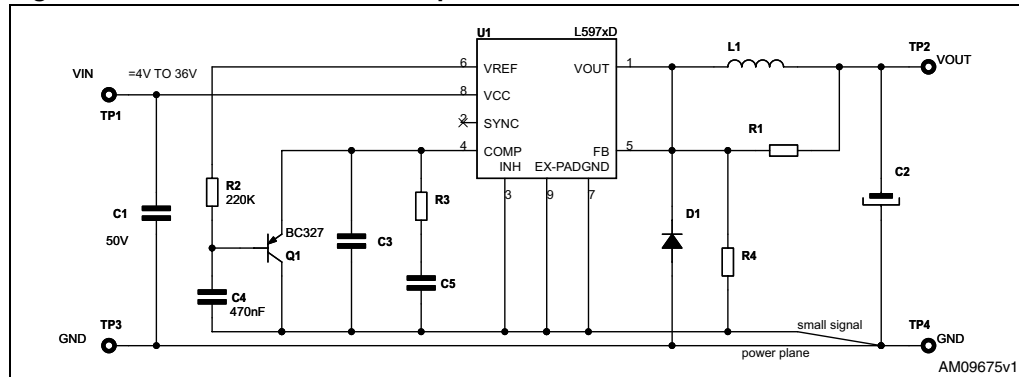 U1
L597xD
L1
TP2
VOUT
VIN
=4V TO 36V
6
VREF
VOUT
1
8
VCC
TP1
2
SYNC
R1
4
COMP
FB
5
INH
EX-PAD
GND
3
9
7
R2
220K
R3
C2
C1
50V
BC327
Q1
C3
D1
R4
C4
470nF
C5
TP3
GND
small signal
TP4
GND
power plane
AM09675v1